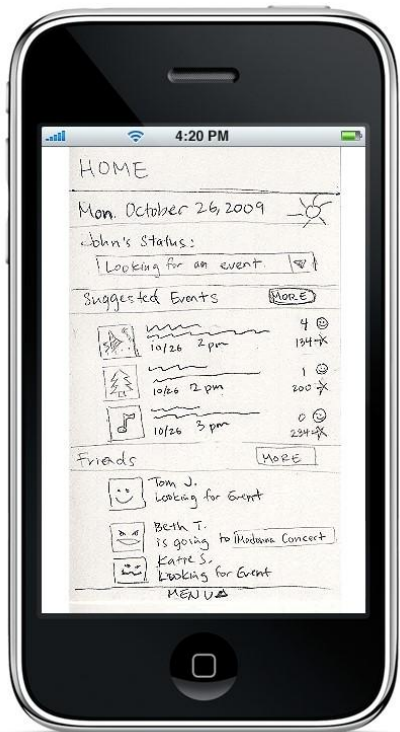 4:20 PM
HOME
Mon. October 26, 2009
John's Status:
Looking for an event.
Suggested Events MORE
4
10/26 2pm 134
1
10/26 2pm 200
0
10/26 3pm 234
Friends MORE
Tom J.
Looking for Event
Beth T.
is going to Madonna Concert
Katie S.
Looking for Event
MENU